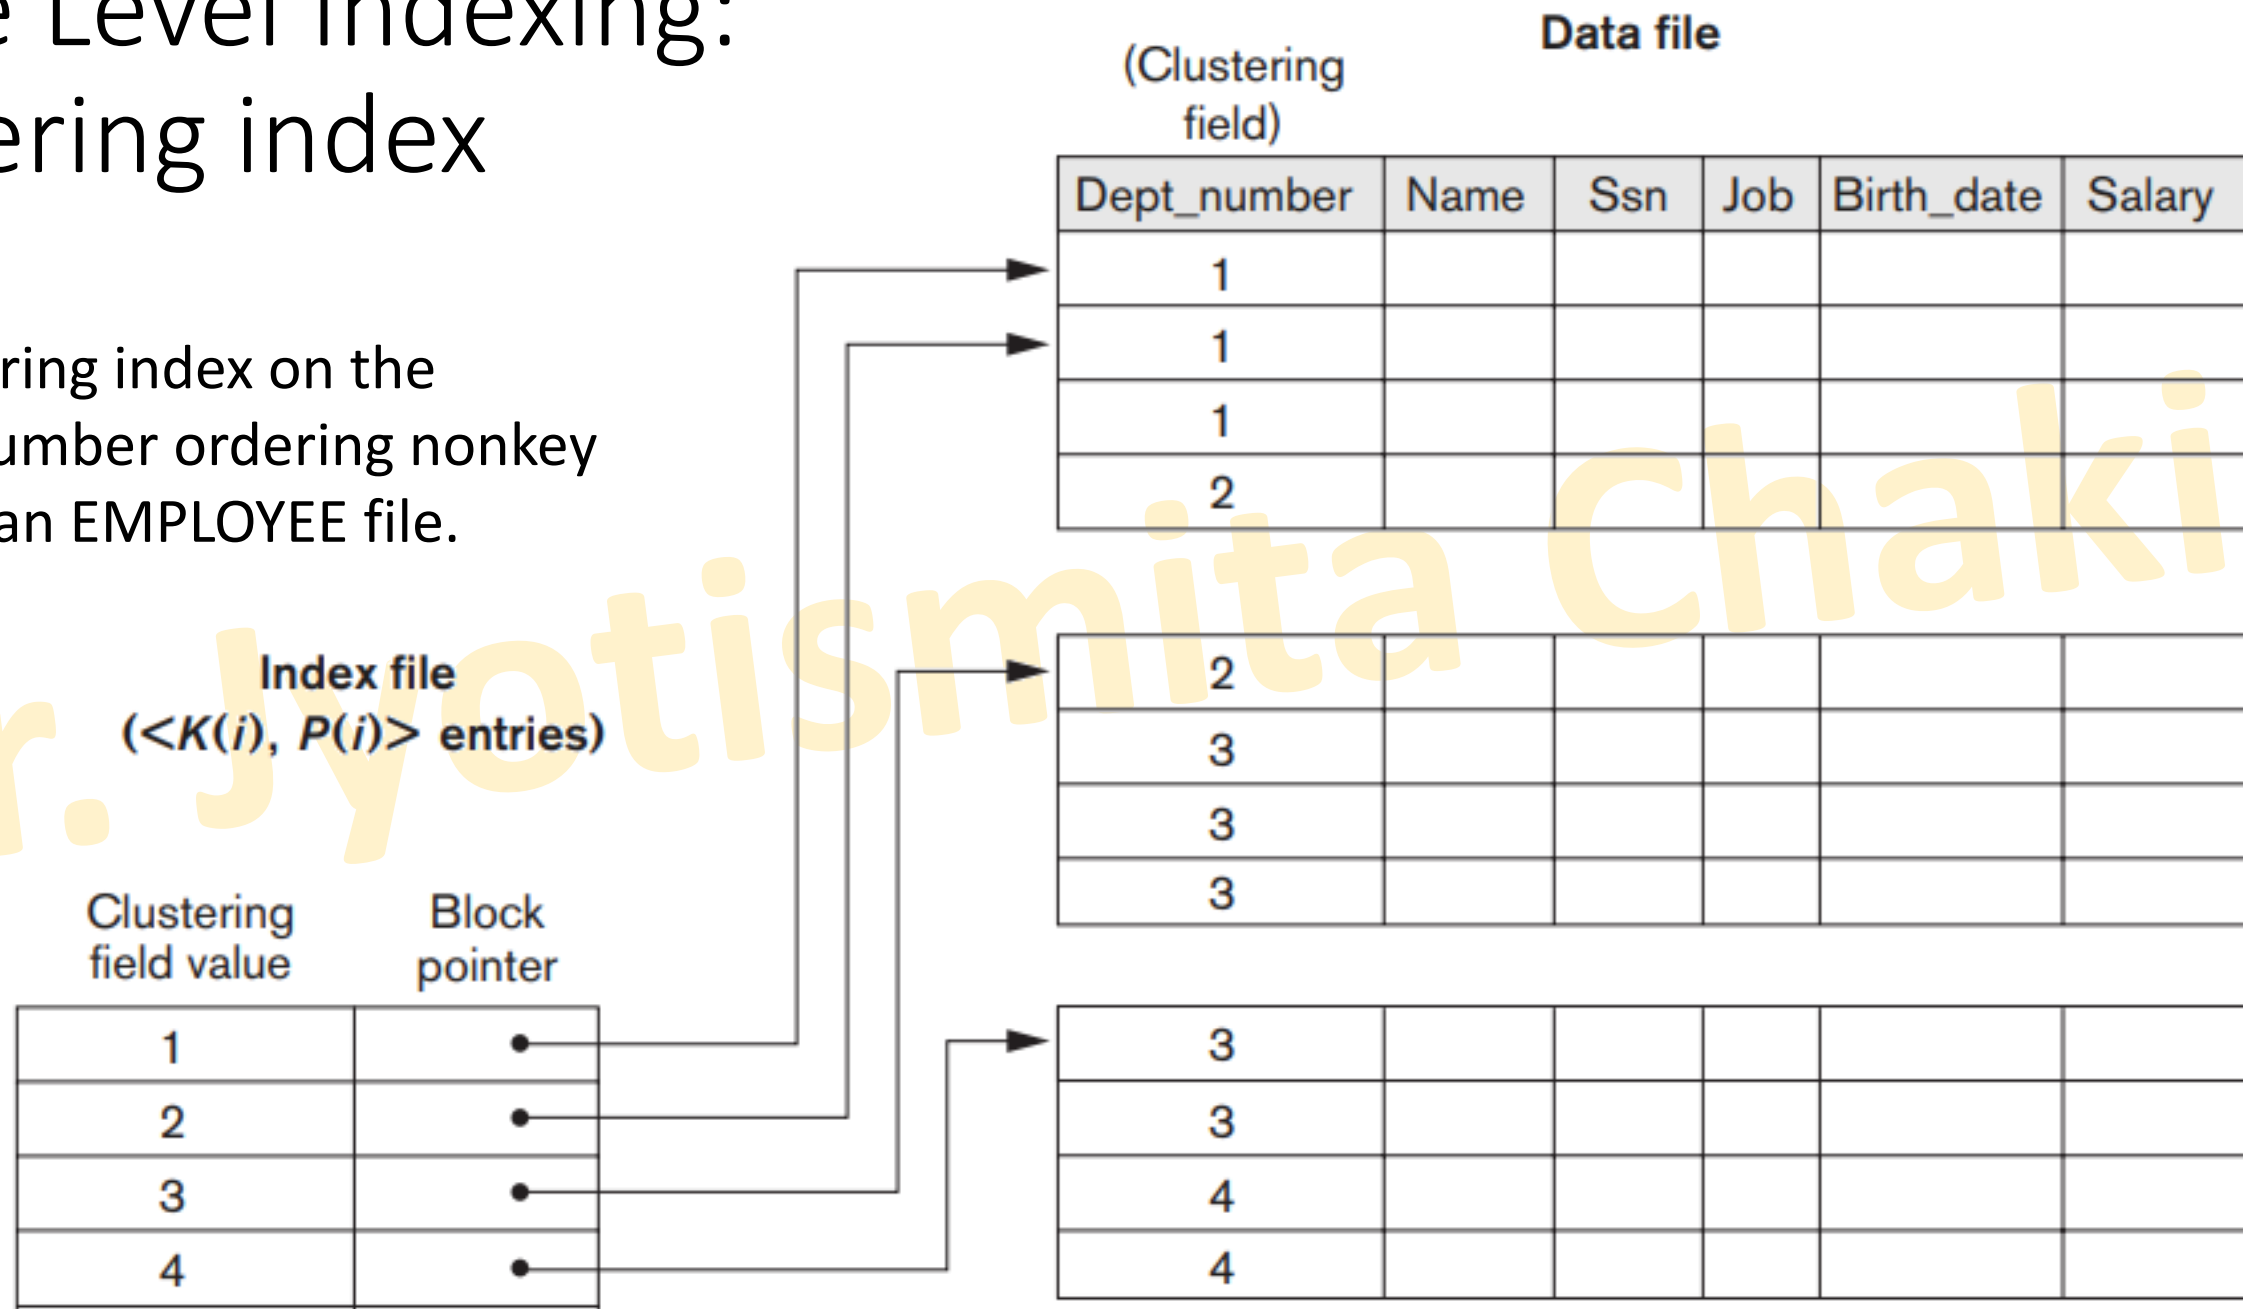 Level Indexing:
ering index
ring index on the
umber ordering nonkey
an EMPLOYEE file.
Index file
(<K(i), P(i)> entries)
Clustering field value Block pointer
1
2
3
4
Data file
(Clustering
field)
Dept_number Name Ssn Job Birth_date Salary
1
1
1
2
2
3
3
3
3
3
4
4
r. Jyotismita Chaki